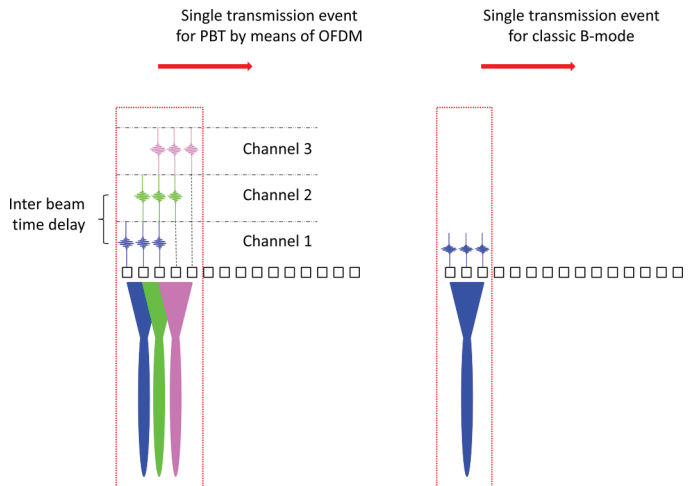 Single transmission event
for PBT by means of OFDM
Single transmission event
for classic B-mode
Channel 3
Channel 2
Inter beam
time delay
Channel 1